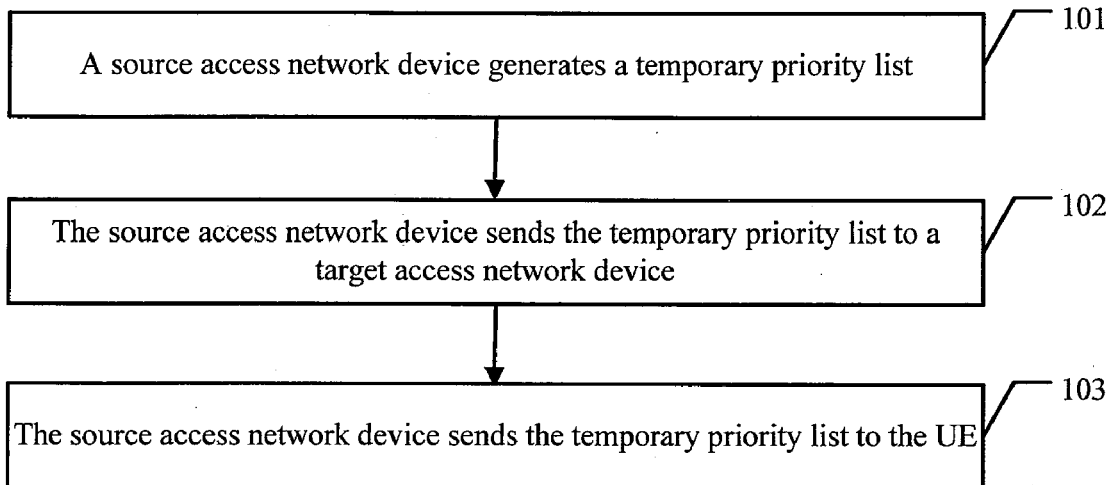 101
A source access network device generates a temporary priority list
102
The source access network device sends the temporary priority list to a
target access network device
103
The source access network device sends the temporary priority list to the UE